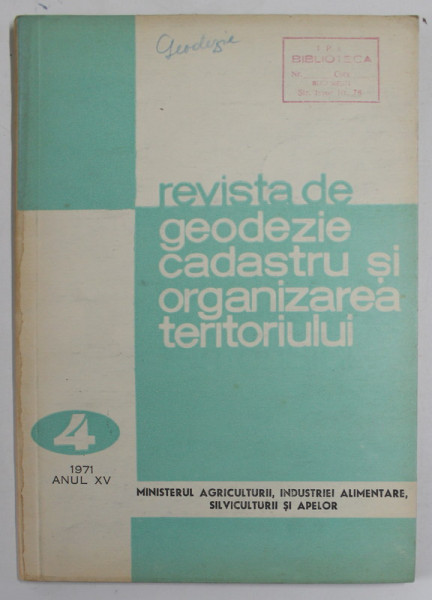 Geodezie
BIBLIOTECA
revista de
geodezie
cadastru și
organizarea
teritoriului
4
1971
ANUL XV
MINISTERUL AGRICULTURII, INDUSTRIEI ALIMENTARE,
SILVICULTURII ȘI APELOR